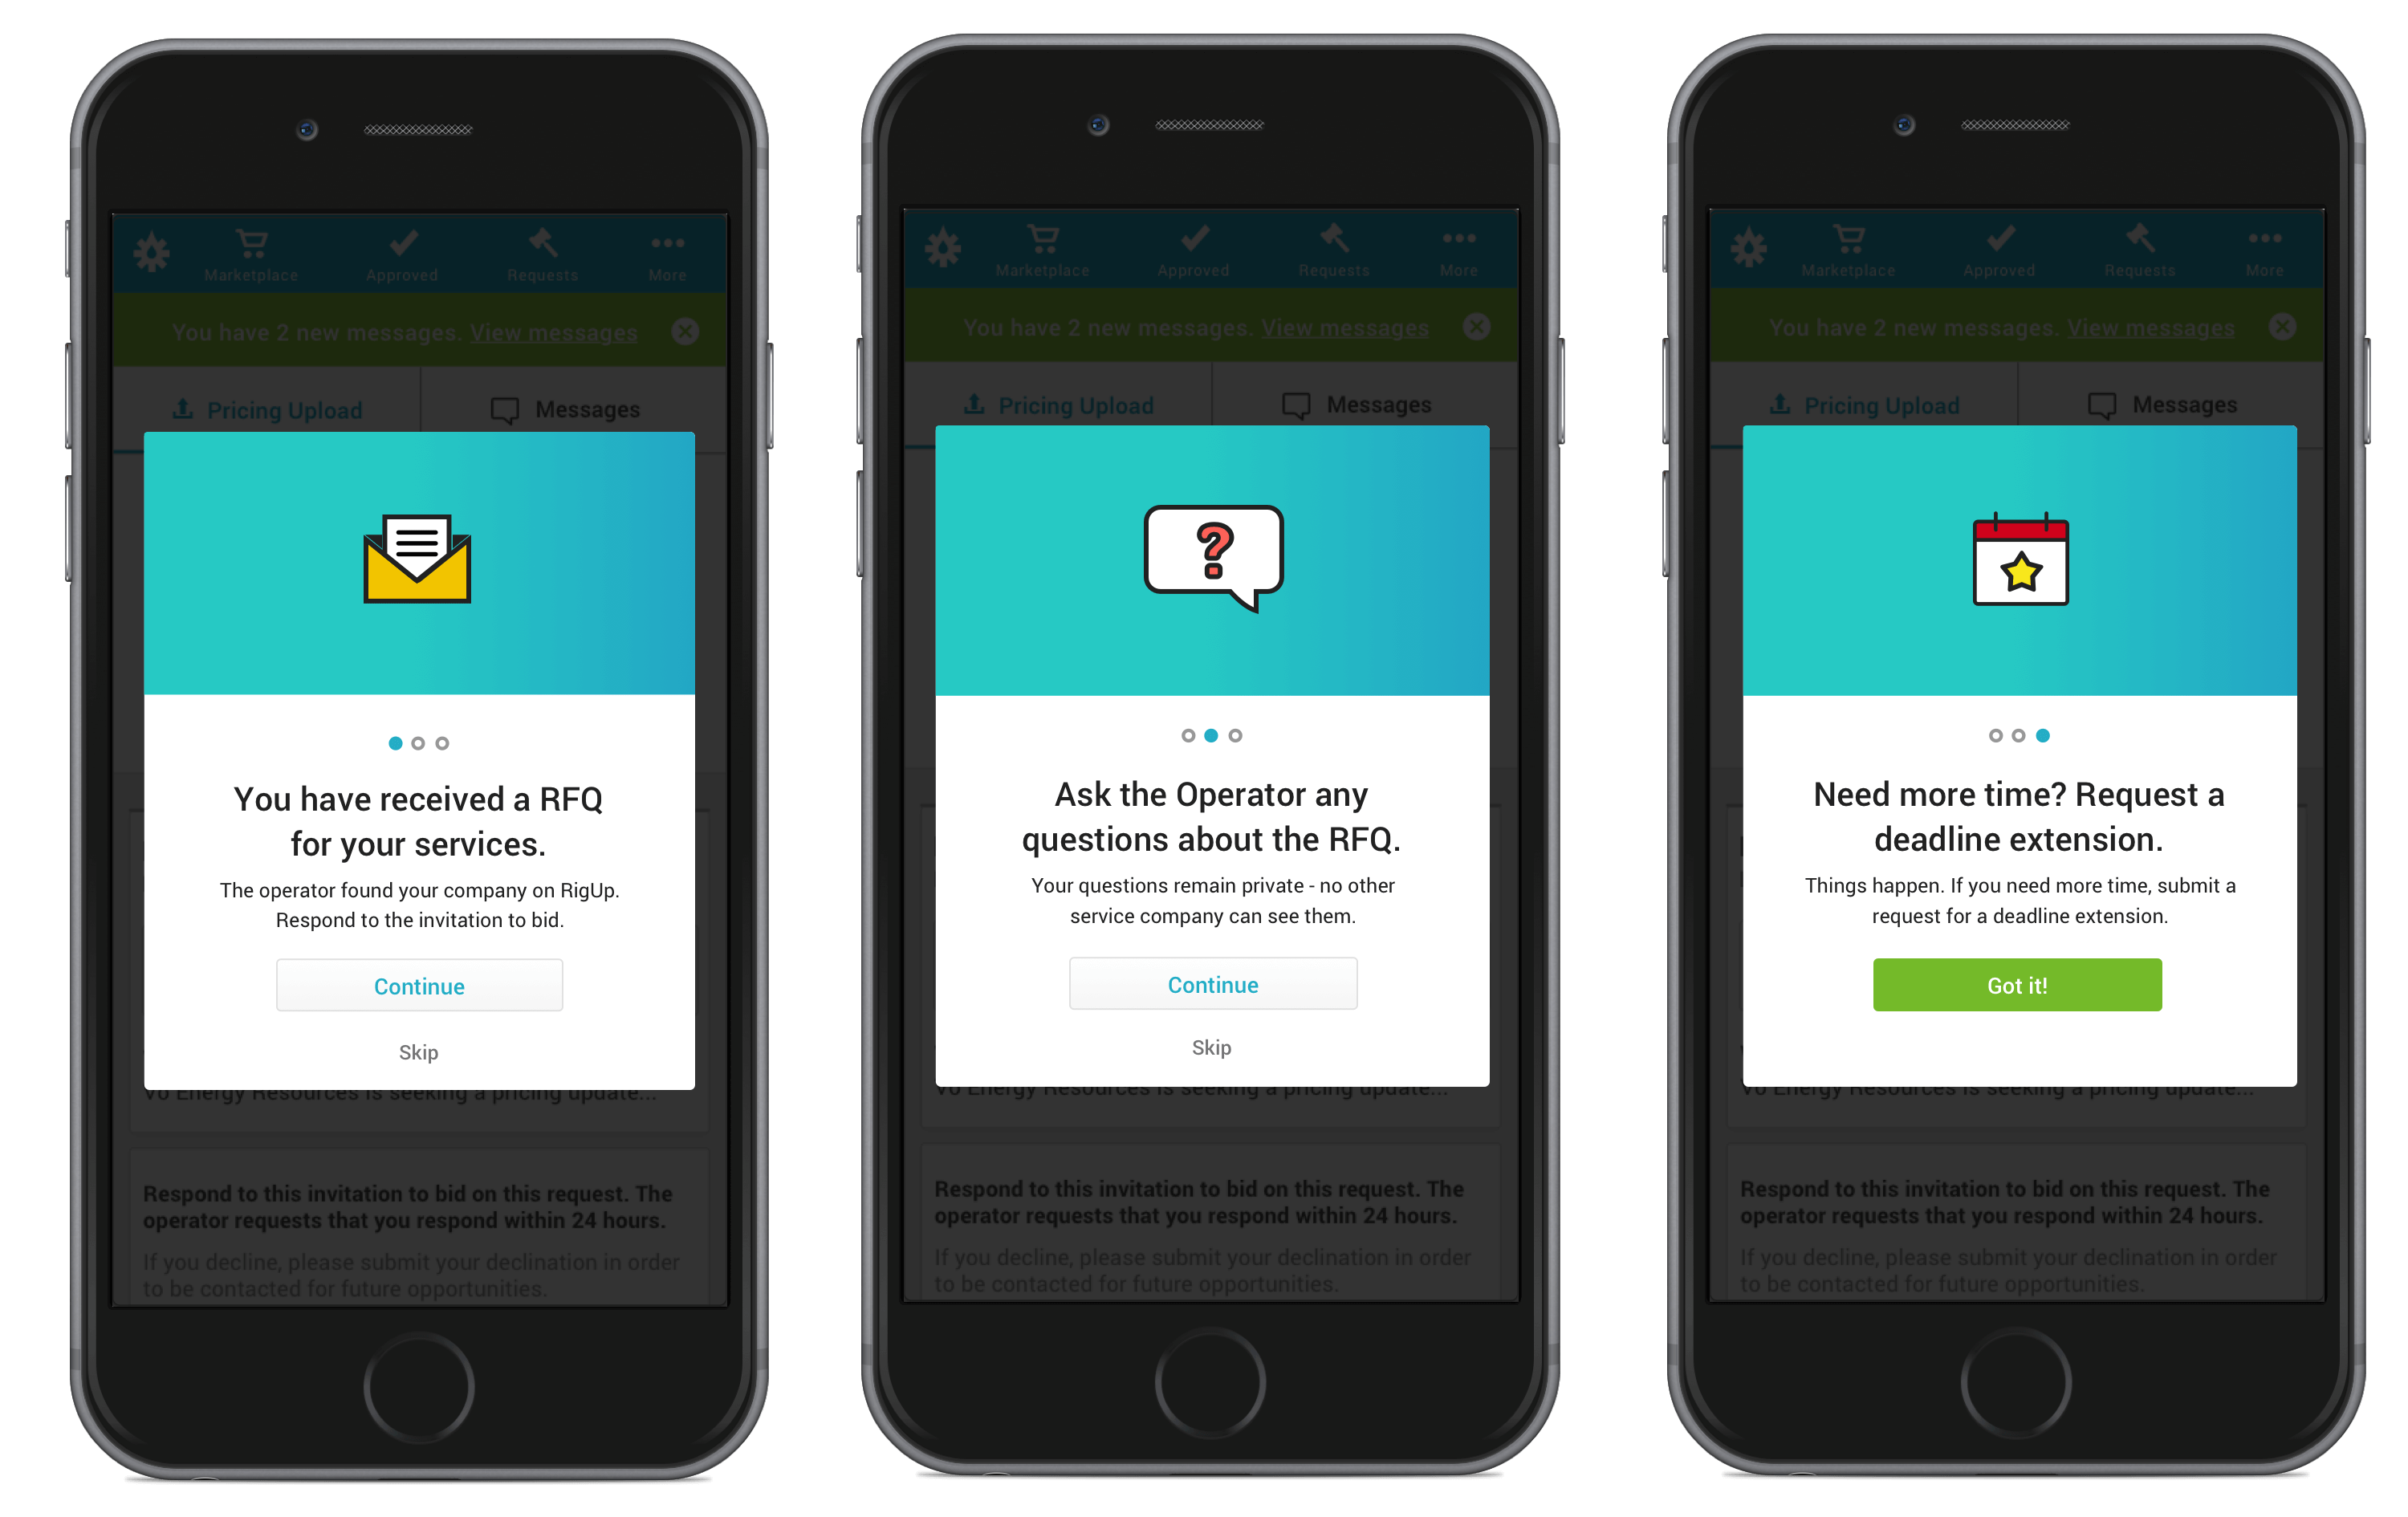 Marketplace Approved Requests More
You have 2 new messages. View messages
Pricing Upload Messages
You have received a RFQ
for your services.
The operator found your company on RigUp.
Respond to the invitation to bid.
Continue
Skip
Vo Energy Resources is seeking a pricing update...
Respond to this invitation to bid on this request. The
operator requests that you respond within 24 hours.
If you decline, please submit your declination in order
to be contacted for future opportunities.
Marketplace Approved Requests More
You have 2 new messages. View messages
Pricing Upload Messages
Ask the Operator any
questions about the RFQ.
Your questions remain private - no other
service company can see them.
Continue
Skip
Vo Energy Resources is seeking a pricing update...
Respond to this invitation to bid on this request. The
operator requests that you respond within 24 hours.
If you decline, please submit your declination in order
to be contacted for future opportunities.
Marketplace Approved Requests More
You have 2 new messages. View messages
Pricing Upload Messages
Need more time? Request a
deadline extension.
Things happen. If you need more time, submit a
request for a deadline extension.
Got it!
Vo Energy Resources is seeking a pricing update...
Respond to this invitation to bid on this request. The
operator requests that you respond within 24 hours.
If you decline, please submit your declination in order
to be contacted for future opportunities.